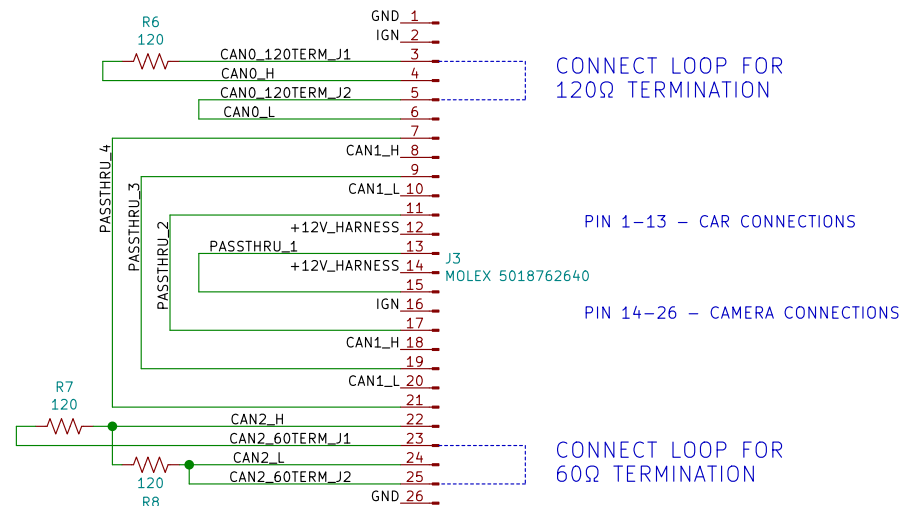 GND 1
IGN 2
R6
120
CAN0_120TERM_J1 3
CAN0_H 4
CAN0_120TERM_J2 5
CAN0_L 6
CONNECT LOOP FOR
120Ω TERMINATION
7
PASSTHRU_4
CAN1_H 8
9
PASSTHRU_3
CAN1_L 10
11
PASSTHRU_2
+12V_HARNESS 12
PASSTHRU_1 13
PIN 1-13 - CAR CONNECTIONS
J3
MOLEX 5018762640
+12V_HARNESS 14
15
IGN 16
PIN 14-26 - CAMERA CONNECTIONS
17
CAN1_H 18
19
CAN1_L 20
21
R7
120
CAN2_H 22
CAN2_60TERM_J1 23
CAN2_L 24
CAN2_60TERM_J2 25
120
R8
GND 26
CONNECT LOOP FOR
60Ω TERMINATION